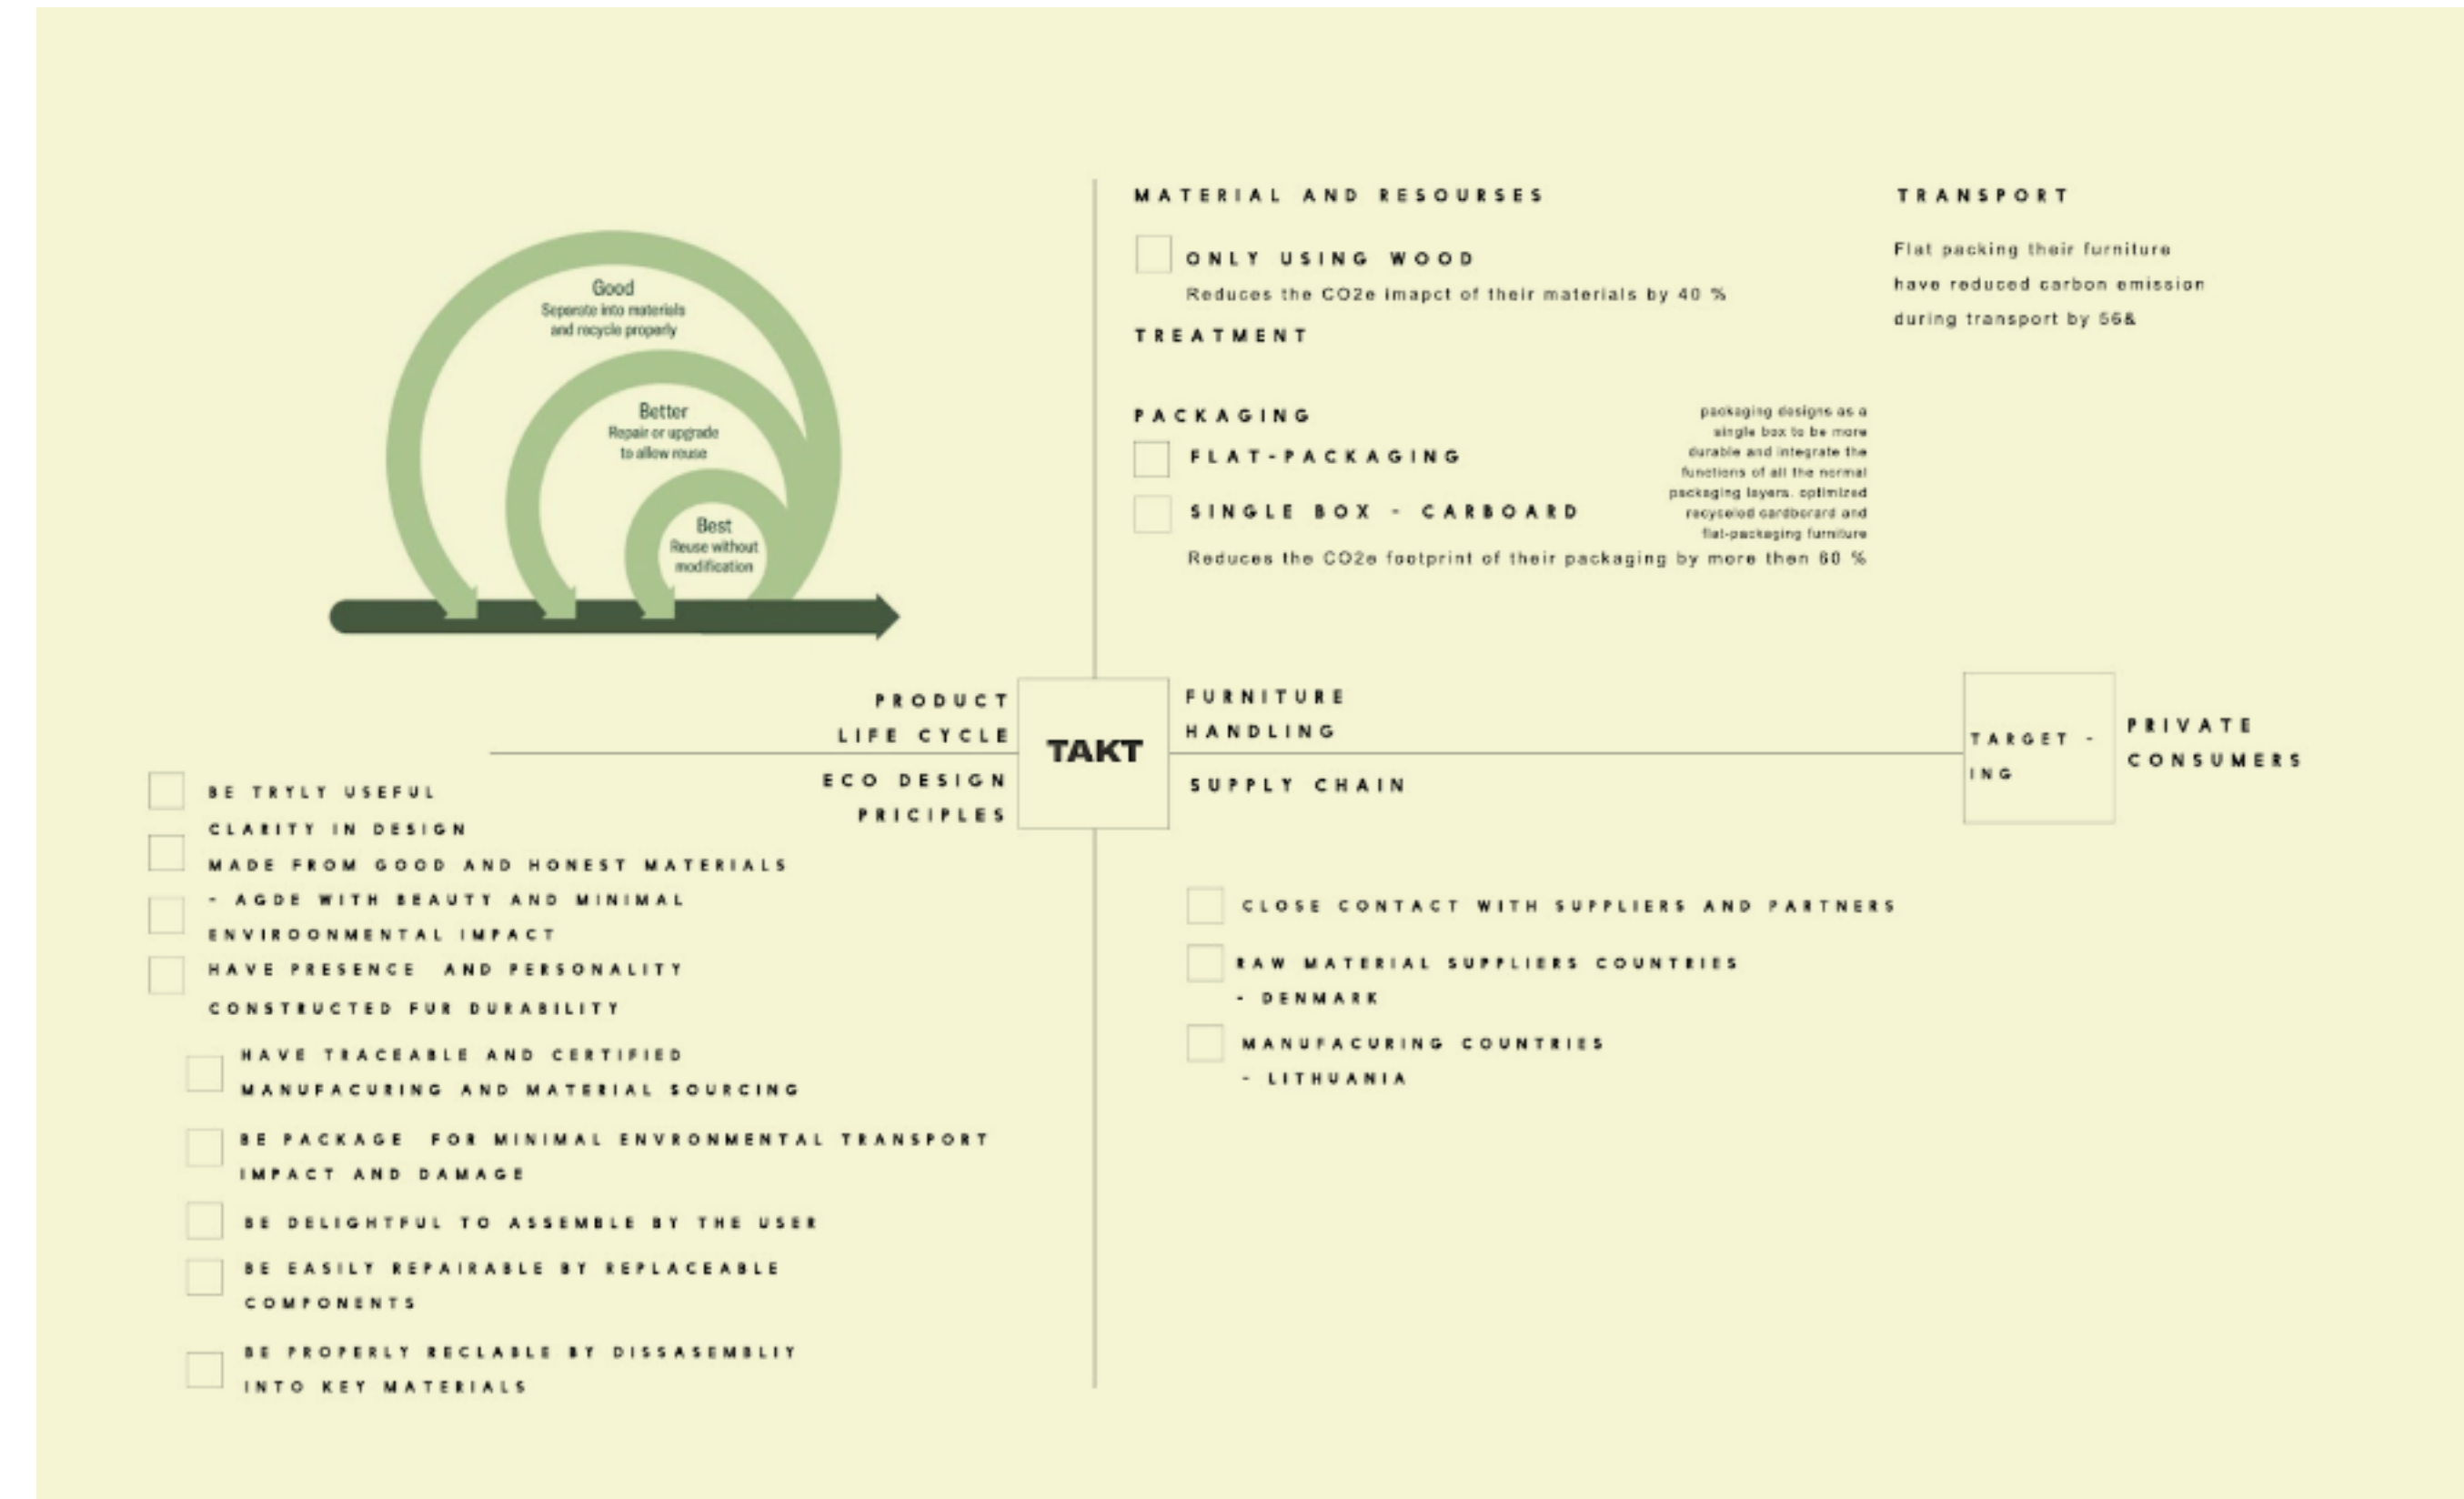 Good
Separate into materials
and recycle properly
Better
Repair or upgrade
to allow reuse
Best
Reuse without
modification
MATERIAL AND RESOURSES
ONLY USING WOOD
Reduces the CO2e imapct of their materials by 40 %
TREATMENT
PACKAGING
FLAT-PACKAGING
SINGLE BOX - CARBOARD
packaging designs as a
single box to be more
durable and integrate the
functions of all the normal
packaging layers. optimized
recyseled cardborard and
flat-packaging furniture
Reduces the CO2e footprint of their packaging by more then 60 %
TRANSPORT
Flat packing their furniture
have reduced carbon emission
during transport by 56&
PRODUCT
LIFE CYCLE
TAKT
FURNITURE
HANDLING
TARGET -
ING
PRIVATE
CONSUMERS
ECO DESIGN
PRICIPLES
SUPPLY CHAIN
BE TRYLY USEFUL
CLARITY IN DESIGN
MADE FROM GOOD AND HONEST MATERIALS
- AGDE WITH BEAUTY AND MINIMAL
ENVIROONMENTAL IMPACT
HAVE PRESENCE AND PERSONALITY
CONSTRUCTED FUR DURABILITY
HAVE TRACEABLE AND CERTIFIED
MANUFACURING AND MATERIAL SOURCING
BE PACKAGE FOR MINIMAL ENVRONMENTAL TRANSPORT
IMPACT AND DAMAGE
BE DELIGHTFUL TO ASSEMBLE BY THE USER
BE EASILY REPAIRABLE BY REPLACEABLE
COMPONENTS
BE PROPERLY RECLABLE BY DISSASEMBLIY
INTO KEY MATERIALS
CLOSE CONTACT WITH SUPPLIERS AND PARTNERS
RAW MATERIAL SUPPLIERS COUNTRIES
- DENMARK
MANUFACURING COUNTRIES
- LITHUANIA